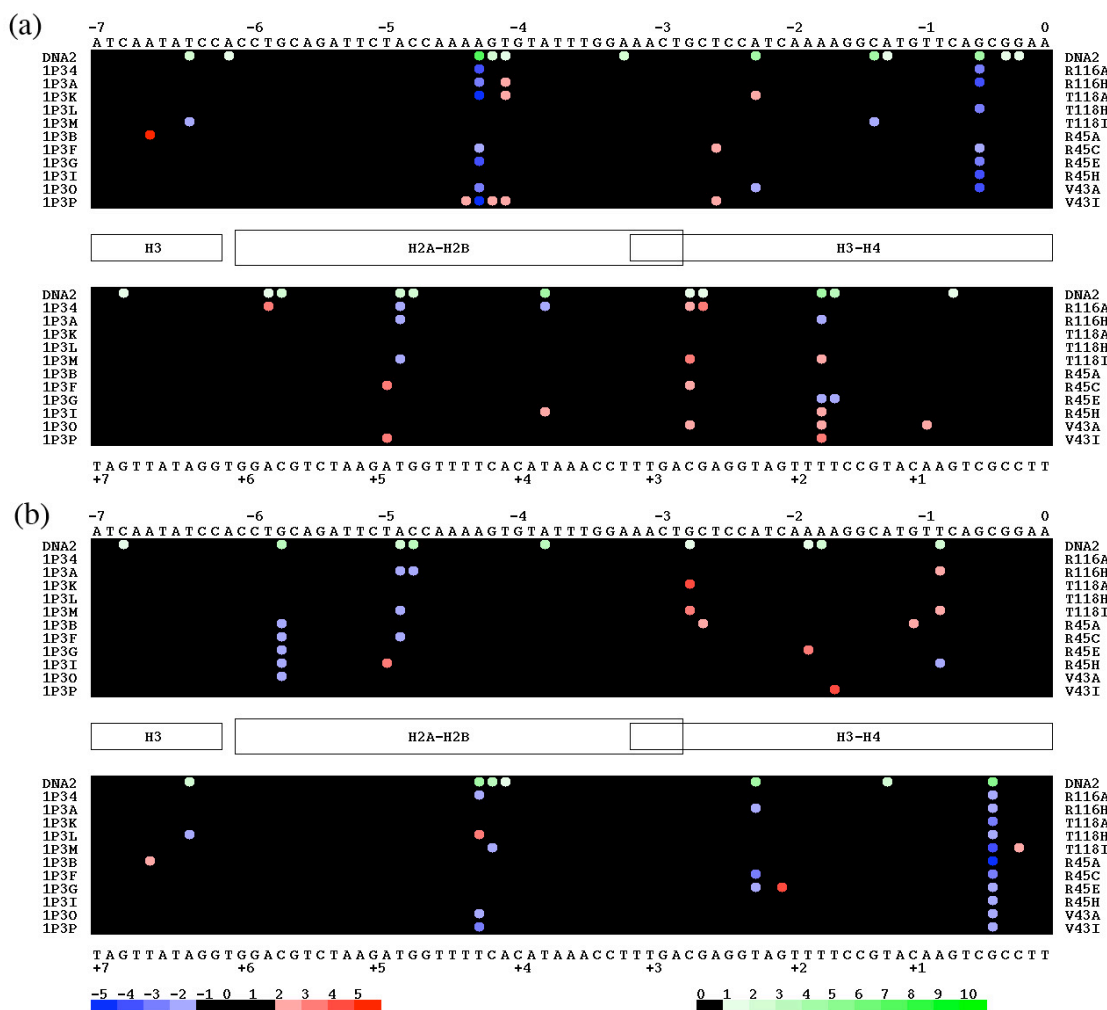 (a)
-7 -6 -5 -4 -3 -2 -1 0
A T C A A T A T C C A C C T G C A G A T T C T A C C A A A A G T G T A T T T G G A A A C T G C T C C A T C A A A A G G C A T G T T C A G C G G A A
DNA2 DNA2
1P34 R116A
1P3A R116H
1P3K T118A
1P3L T118H
1P3M T118I
1P3B R45A
1P3F R45C
1P3G R45E
1P3I R45H
1P3O V43A
1P3P V43I
H3 H2A-H2B H3-H4
DNA2 DNA2
1P34 R116A
1P3A R116H
1P3K T118A
1P3L T118H
1P3M T118I
1P3B R45A
1P3F R45C
1P3G R45E
1P3I R45H
1P3O V43A
1P3P V43I
T A G T T A T A G G T G G A C G T C T A A G A T G G T T T T C A C A T A A A C C T T T G A C G A G G T A G T T T T C C G T A C A A G T C G C C T T
+7 +6 +5 +4 +3 +2 +1 0
(b)
-7 -6 -5 -4 -3 -2 -1 0
A T C A A T A T C C A C C T G C A G A T T C T A C C A A A A G T G T A T T T G G A A A C T G C T C C A T C A A A A G G C A T G T T C A G C G G A A
DNA2 DNA2
1P34 R116A
1P3A R116H
1P3K T118A
1P3L T118H
1P3M T118I
1P3B R45A
1P3F R45C
1P3G R45E
1P3I R45H
1P3O V43A
1P3P V43I
H3 H2A-H2B H3-H4
DNA2 DNA2
1P34 R116A
1P3A R116H
1P3K T118A
1P3L T118H
1P3M T118I
1P3B R45A
1P3F R45C
1P3G R45E
1P3I R45H
1P3O V43A
1P3P V43I
T A G T T A T A G G T G G A C G T C T A A G A T G G T T T T C A C A T A A A C C T T T G A C G A G G T A G T T T T C C G T A C A A G T C G C C T T
+7 +6 +5 +4 +3 +2 +1 0
-5 -4 -3 -2 -1 0 1 2 3 4 5
0 1 2 3 4 5 6 7 8 9 10